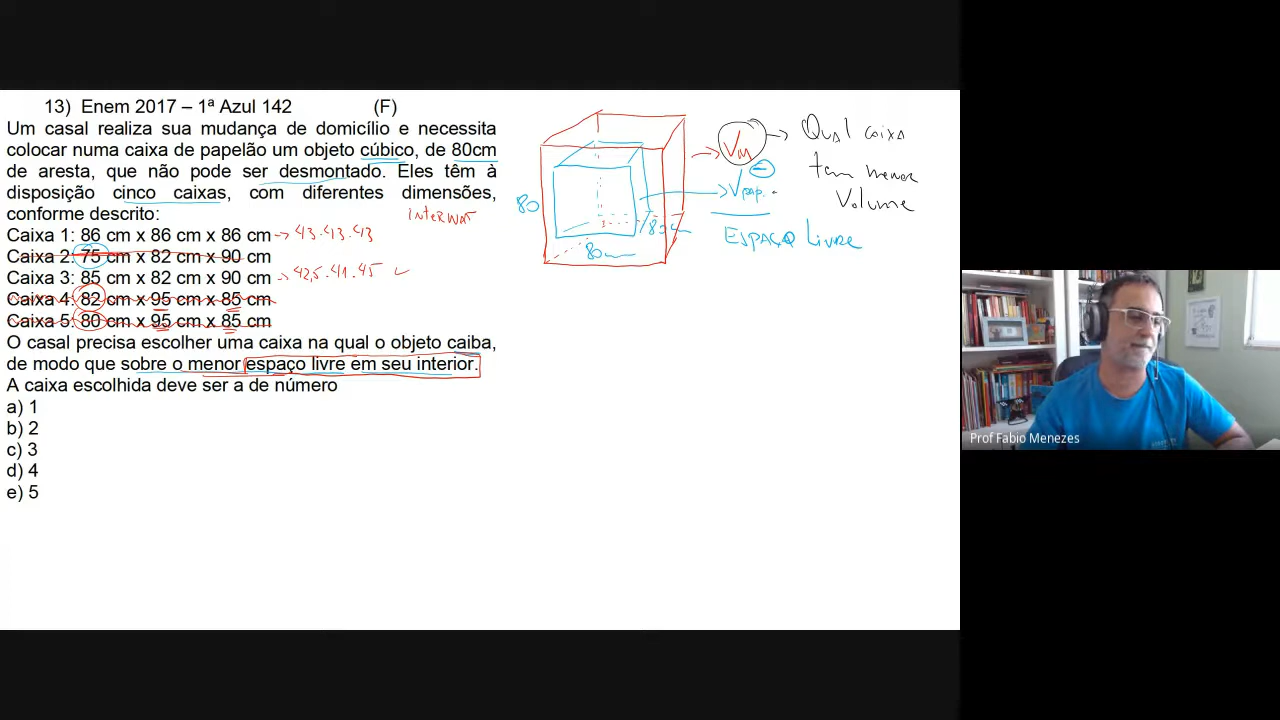 13) Enem 2017 – 1ª Azul 142 (F)
Um casal realiza sua mudança de domicílio e necessita
colocar numa caixa de papelão um objeto cúbico, de 80cm
de aresta, que não pode ser desmontado. Eles têm à
disposição cinco caixas, com diferentes dimensões,
conforme descrito:
Caixa 1: 86 cm x 86 cm x 86 cm → 43.43.43
Caixa 2: 75 cm x 82 cm x 90 cm
Caixa 3: 85 cm x 82 cm x 90 cm → 42,5.41.45 ✓
Caixa 4: 82 cm x 95 cm x 85 cm
Caixa 5: 80 cm x 95 cm x 85 cm
O casal precisa escolher uma caixa na qual o objeto caiba,
de modo que sobre o menor espaço livre em seu interior.
A caixa escolhida deve ser a de número
a) 1
b) 2
c) 3
d) 4
e) 5
80
80cm
80cm
→
→ Qual caixa
tem menor
Volume
–
→ Vpap.
ESPAÇO LIVRE
Prof Fabio Menezes